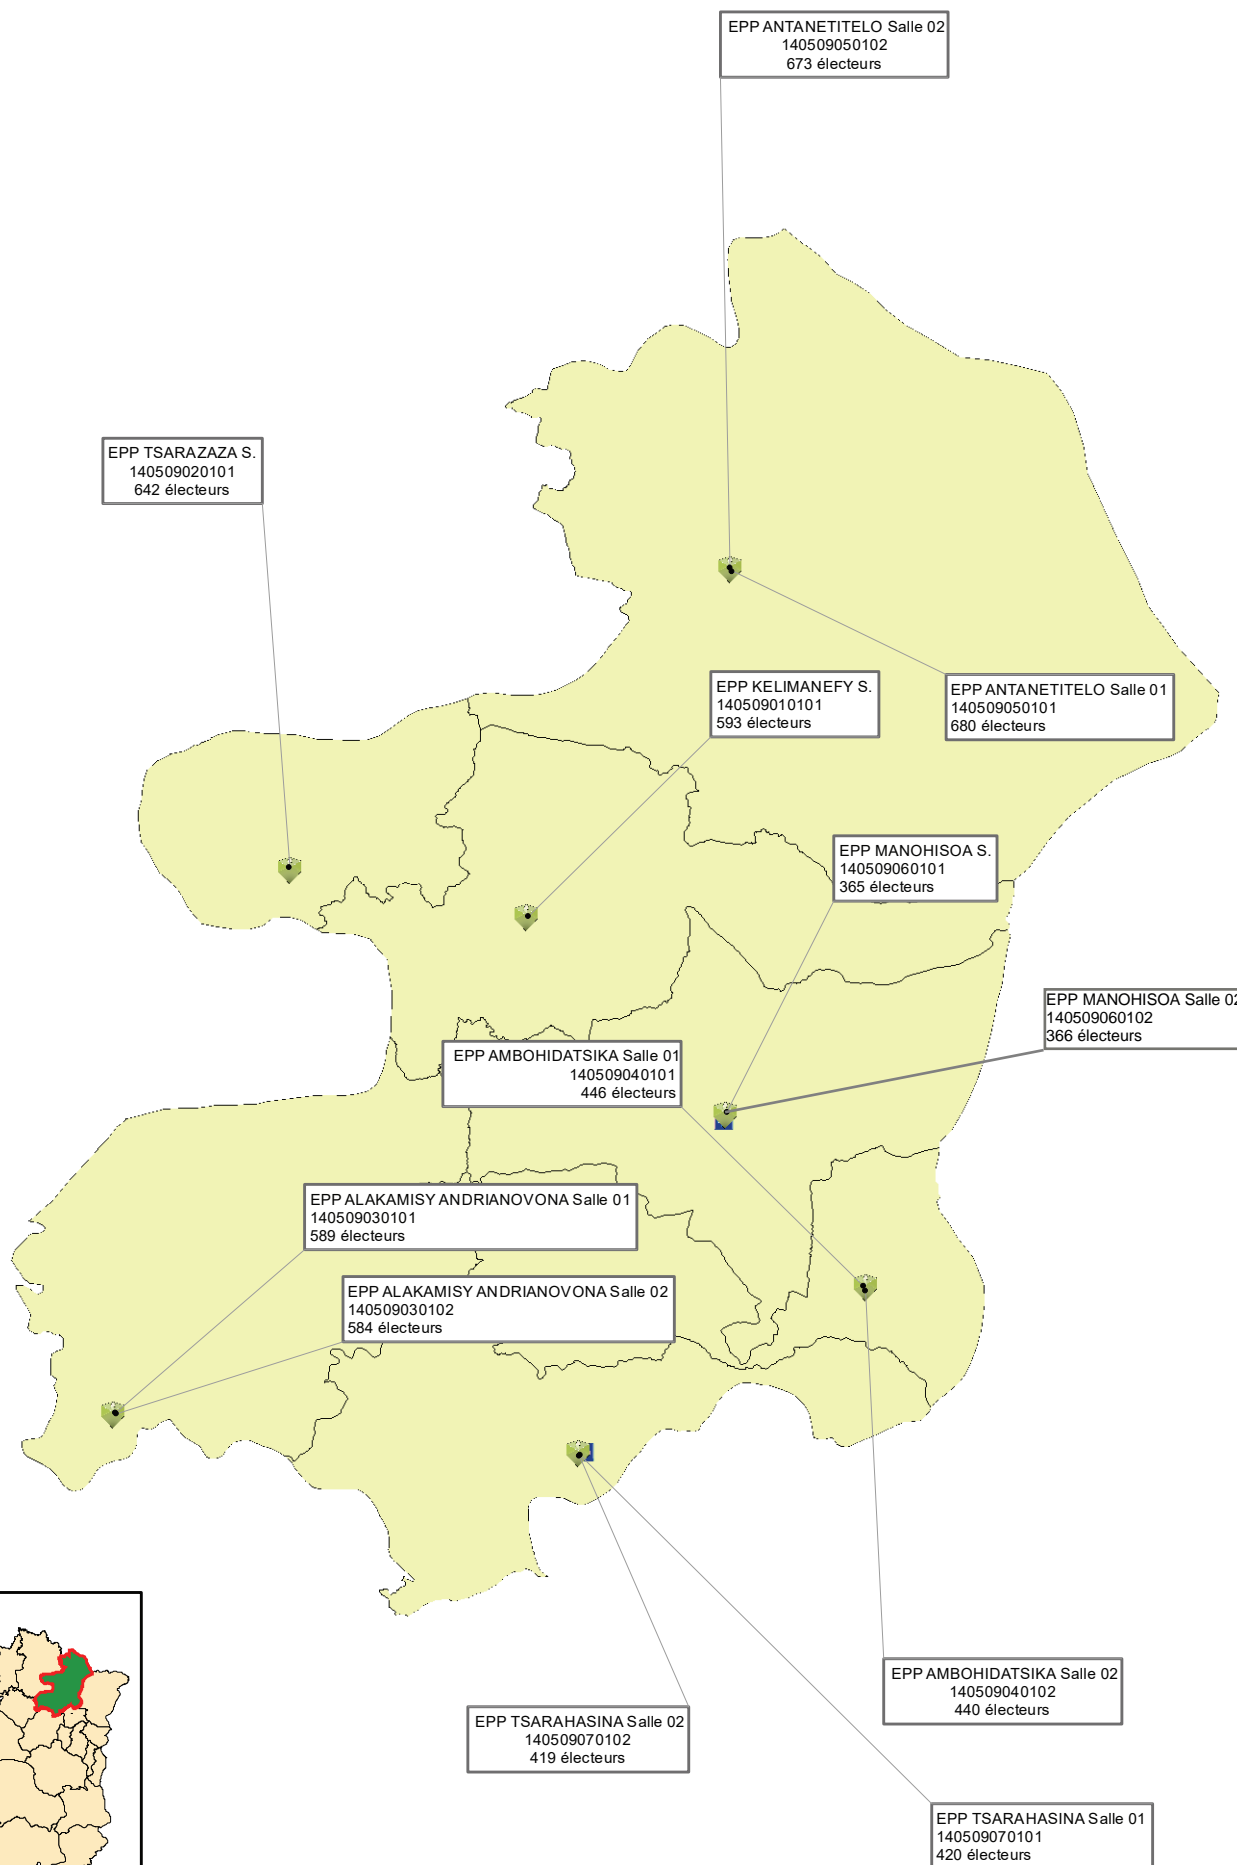 EPP ANTANETITELO Salle 02
140509050102
673 électeurs
EPP TSARAZAZA S.
140509020101
642 électeurs
EPP KELIMANEFY S.
140509010101
593 électeurs
EPP ANTANETITELO Salle 01
140509050101
680 électeurs
EPP MANOHISOA S.
140509060101
365 électeurs
EPP MANOHISOA Salle 02
140509060102
366 électeurs
EPP AMBOHIDATSIKA Salle 01
140509040101
446 électeurs
EPP ALAKAMISY ANDRIANOVONA Salle 01
140509030101
589 électeurs
EPP ALAKAMISY ANDRIANOVONA Salle 02
140509030102
584 électeurs
EPP AMBOHIDATSIKA Salle 02
140509040102
440 électeurs
EPP TSARAHASINA Salle 02
140509070102
419 électeurs
EPP TSARAHASINA Salle 01
140509070101
420 électeurs